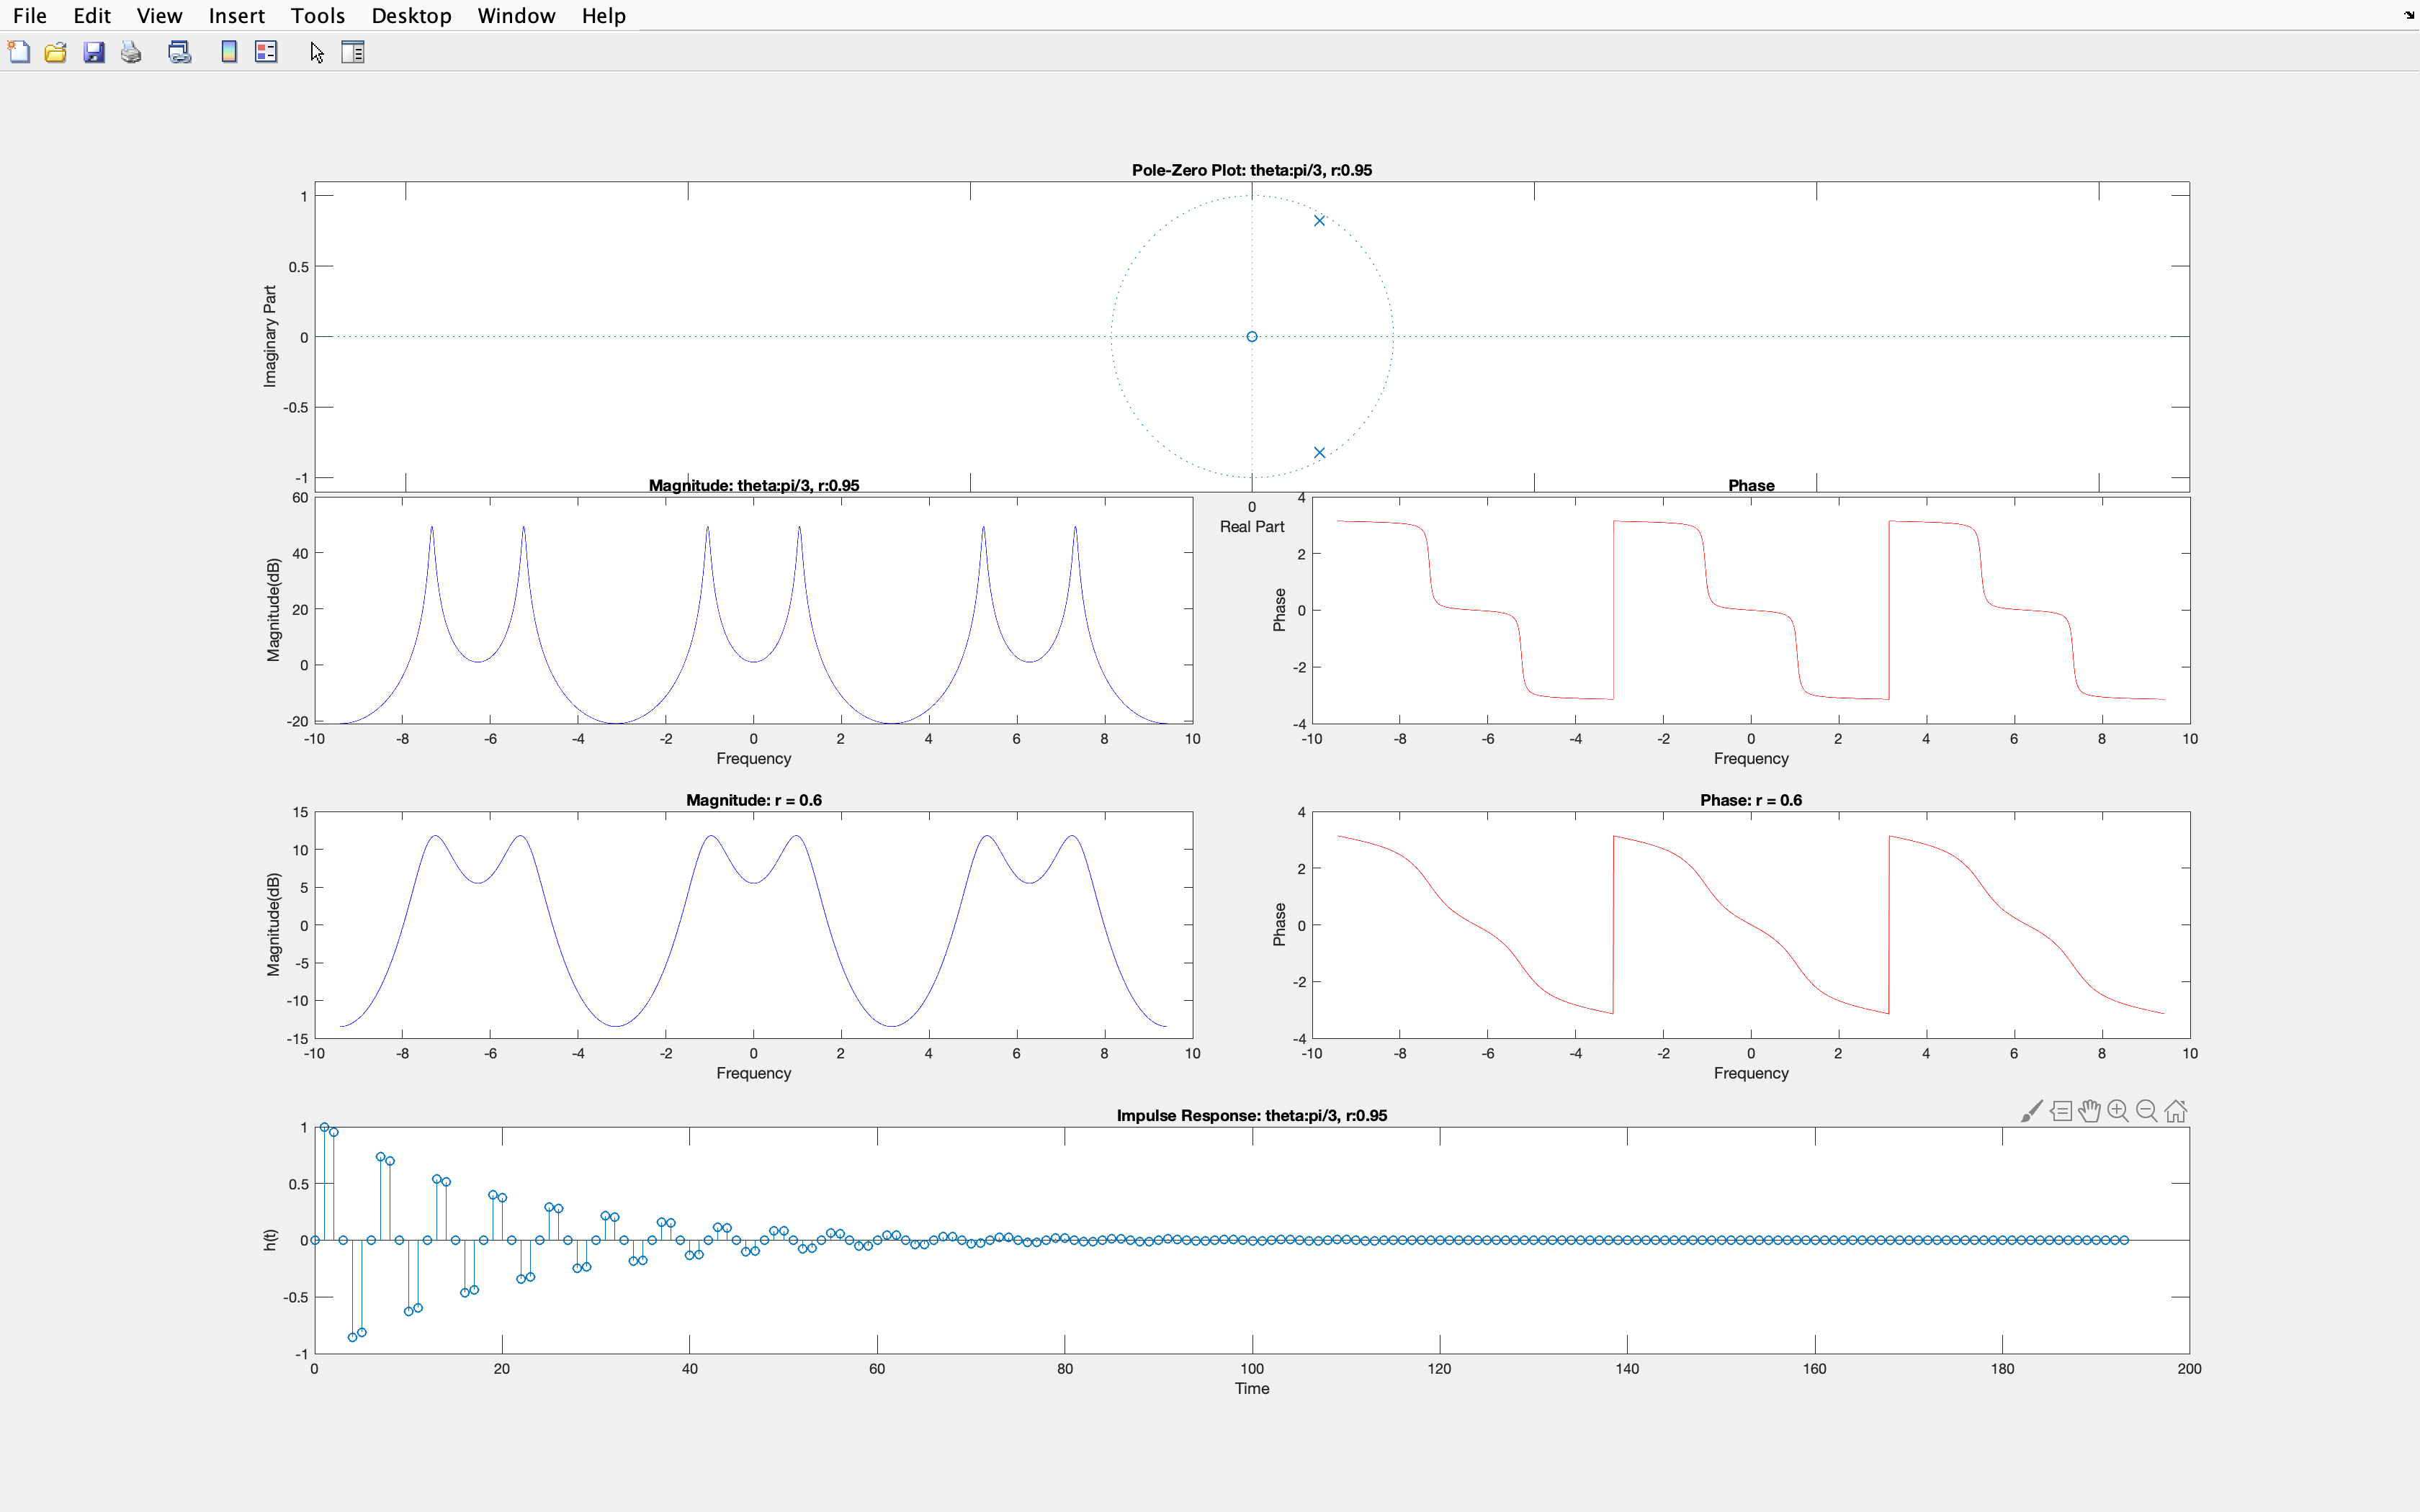 File Edit View Insert Tools Desktop Window Help
Pole-Zero Plot: theta:pi/3, r:0.95
1
0.5
0
-0.5
-1
Imaginary Part
0
Real Part
Magnitude: theta:pi/3, r:0.95
60
40
20
0
-20
Magnitude(dB)
-10 -8 -6 -4 -2 0 2 4 6 8 10
Frequency
Phase
4
2
0
-2
-4
Phase
-10 -8 -6 -4 -2 0 2 4 6 8 10
Frequency
Magnitude: r = 0.6
15
10
5
0
-5
-10
-15
Magnitude(dB)
-10 -8 -6 -4 -2 0 2 4 6 8 10
Frequency
Phase: r = 0.6
4
2
0
-2
-4
Phase
-10 -8 -6 -4 -2 0 2 4 6 8 10
Frequency
Impulse Response: theta:pi/3, r:0.95
1
0.5
0
-0.5
-1
h(t)
0 20 40 60 80 100 120 140 160 180 200
Time